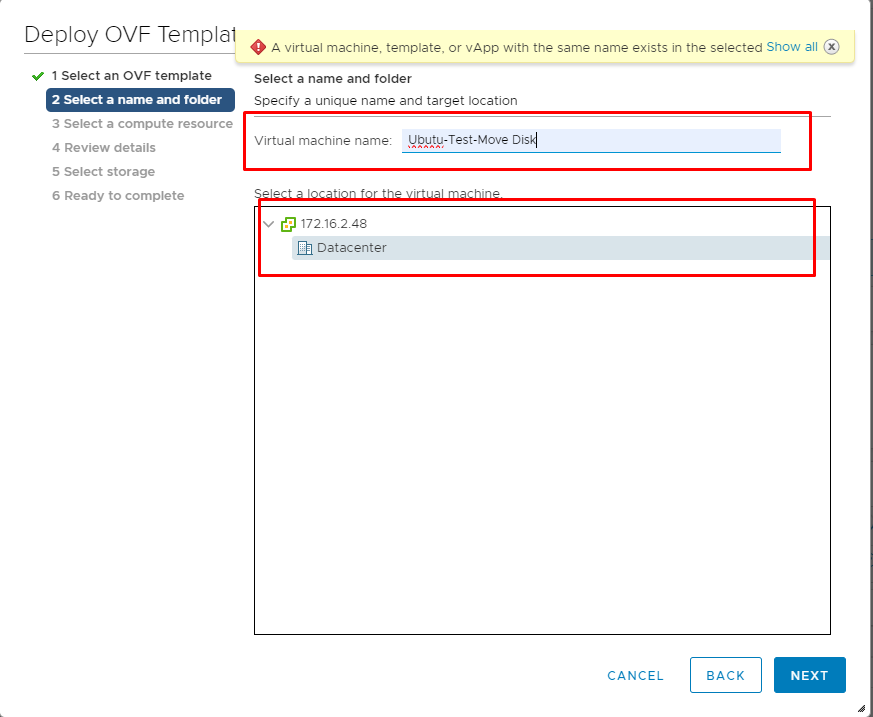 Deploy OVF Templat
A virtual machine, template, or vApp with the same name exists in the selected Show all
1 Select an OVF template
2 Select a name and folder
3 Select a compute resource
4 Review details
5 Select storage
6 Ready to complete
Select a name and folder
Specify a unique name and target location
Virtual machine name: Ubutu-Test-Move Disk
Select a location for the virtual machine.
172.16.2.48
Datacenter
CANCEL BACK NEXT